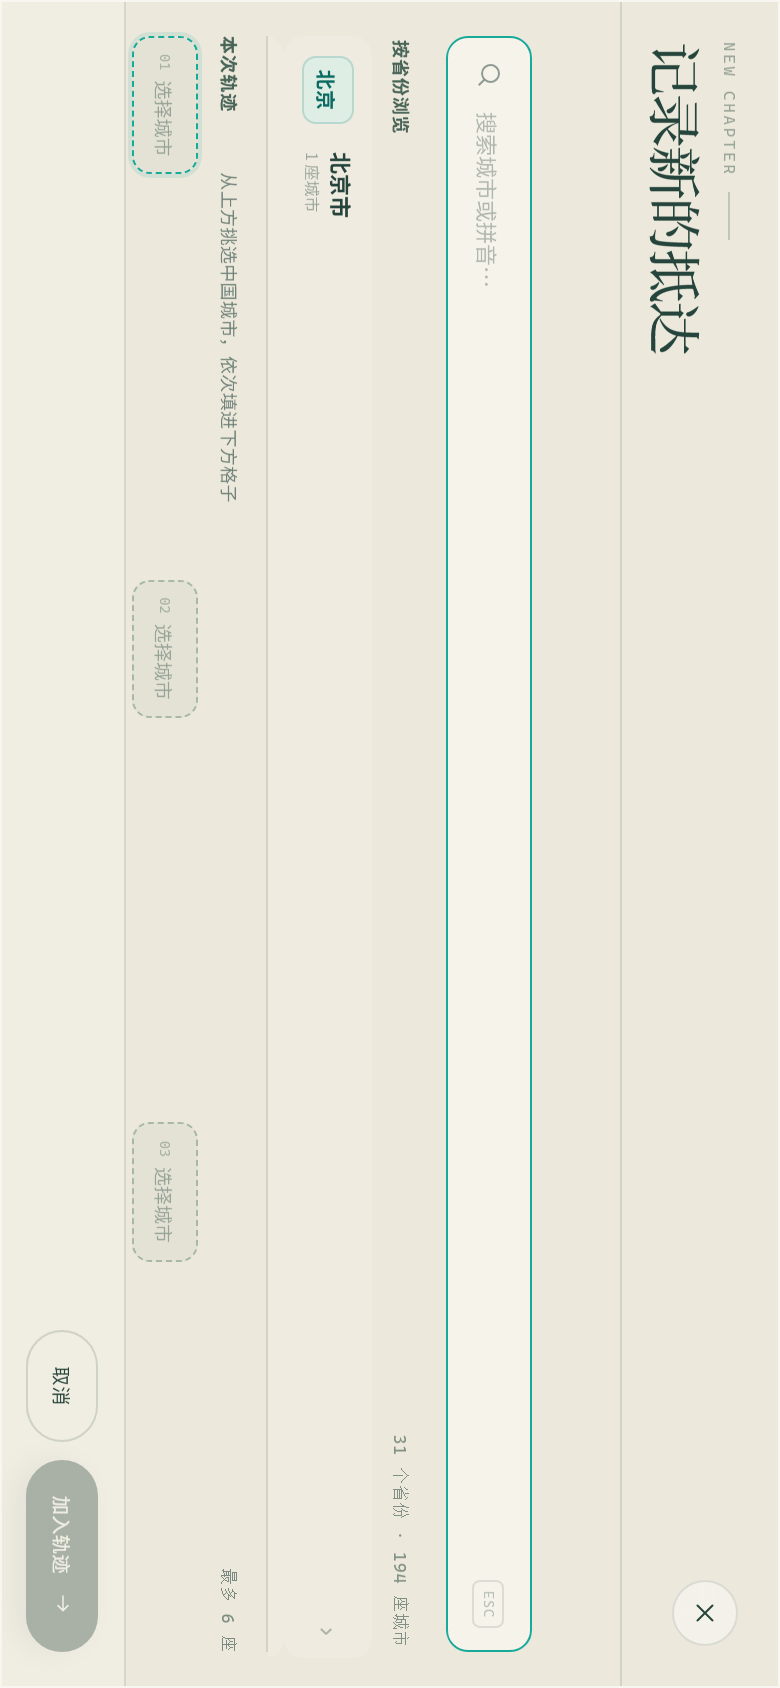 NEW CHAPTER
记录新的抵达
搜索城市或拼音…
ESC
按省份浏览
31 个省份 · 194 座城市
北京
北京市
1 座城市
本次轨迹
从上方挑选中国城市，依次填进下方格子
最多 6 座
01 选择城市
02 选择城市
03 选择城市
取消
加入轨迹 →